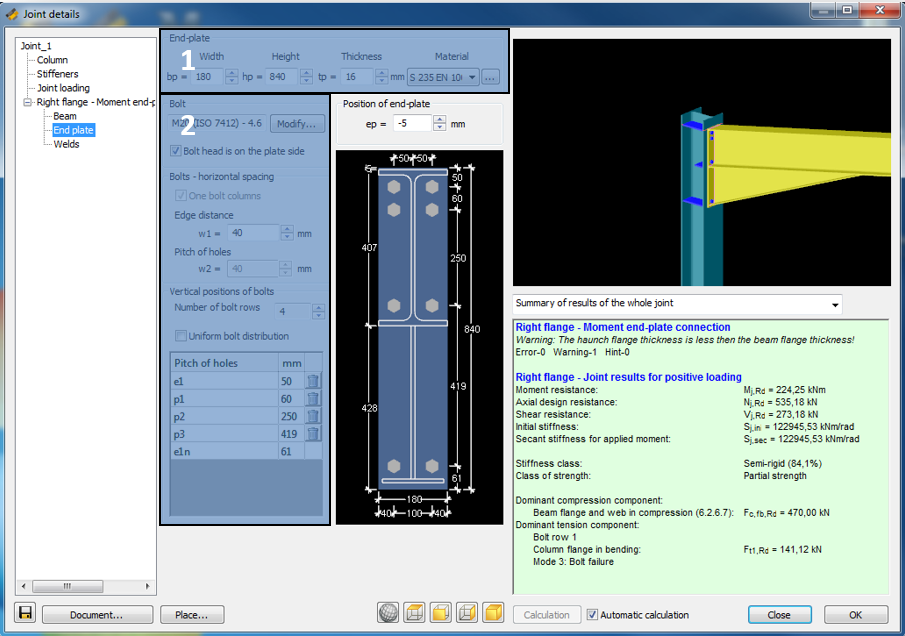 Joint details
Joint_1
Column
Stiffeners
Joint loading
Right flange - Moment end-p
Beam
End plate
Welds
End-plate
1
Width Height Thickness Material
bp = 180 hp = 840 tp = 16 mm S 235 EN 10 ...
Bolt
2
M20 (ISO 7412) - 4.6 Modify...
Bolt head is on the plate side
Bolts - horizontal spacing
One bolt columns
Edge distance
w1 = 40 mm
Pitch of holes
w2 = 40 mm
Vertical positions of bolts
Number of bolt rows 4
Uniform bolt distribution
Pitch of holes mm
e1 50
p1 60
p2 250
p3 419
e1n 61
Position of end-plate
ep = -5 mm
50 50
5
50
60
407
250
840
419
428
61
180
40 100 40
Summary of results of the whole joint
Right flange - Moment end-plate connection
Warning: The haunch flange thickness is less then the beam flange thickness!
Error-0 Warning-1 Hint-0
Right flange - Joint results for positive loading
Moment resistance: Mj,Rd = 224,25 kNm
Axial design resistance: Nj,Rd = 535,18 kN
Shear resistance: Vj,Rd = 273,18 kN
Initial stiffness: Sj,ini = 122945,53 kNm/rad
Secant stiffness for applied moment: Sj,sec = 122945,53 kNm/rad
Stiffness class: Semi-rigid (84,1%)
Class of strength: Partial strength
Dominant compression component:
Beam flange and web in compression (6.2.6.7): Fc,fb,Rd = 470,00 kN
Dominant tension component:
Bolt row 1
Column flange in bending: Ft1,Rd = 141,12 kN
Mode 3: Bolt failure
Document... Place... Calculation Automatic calculation Close OK